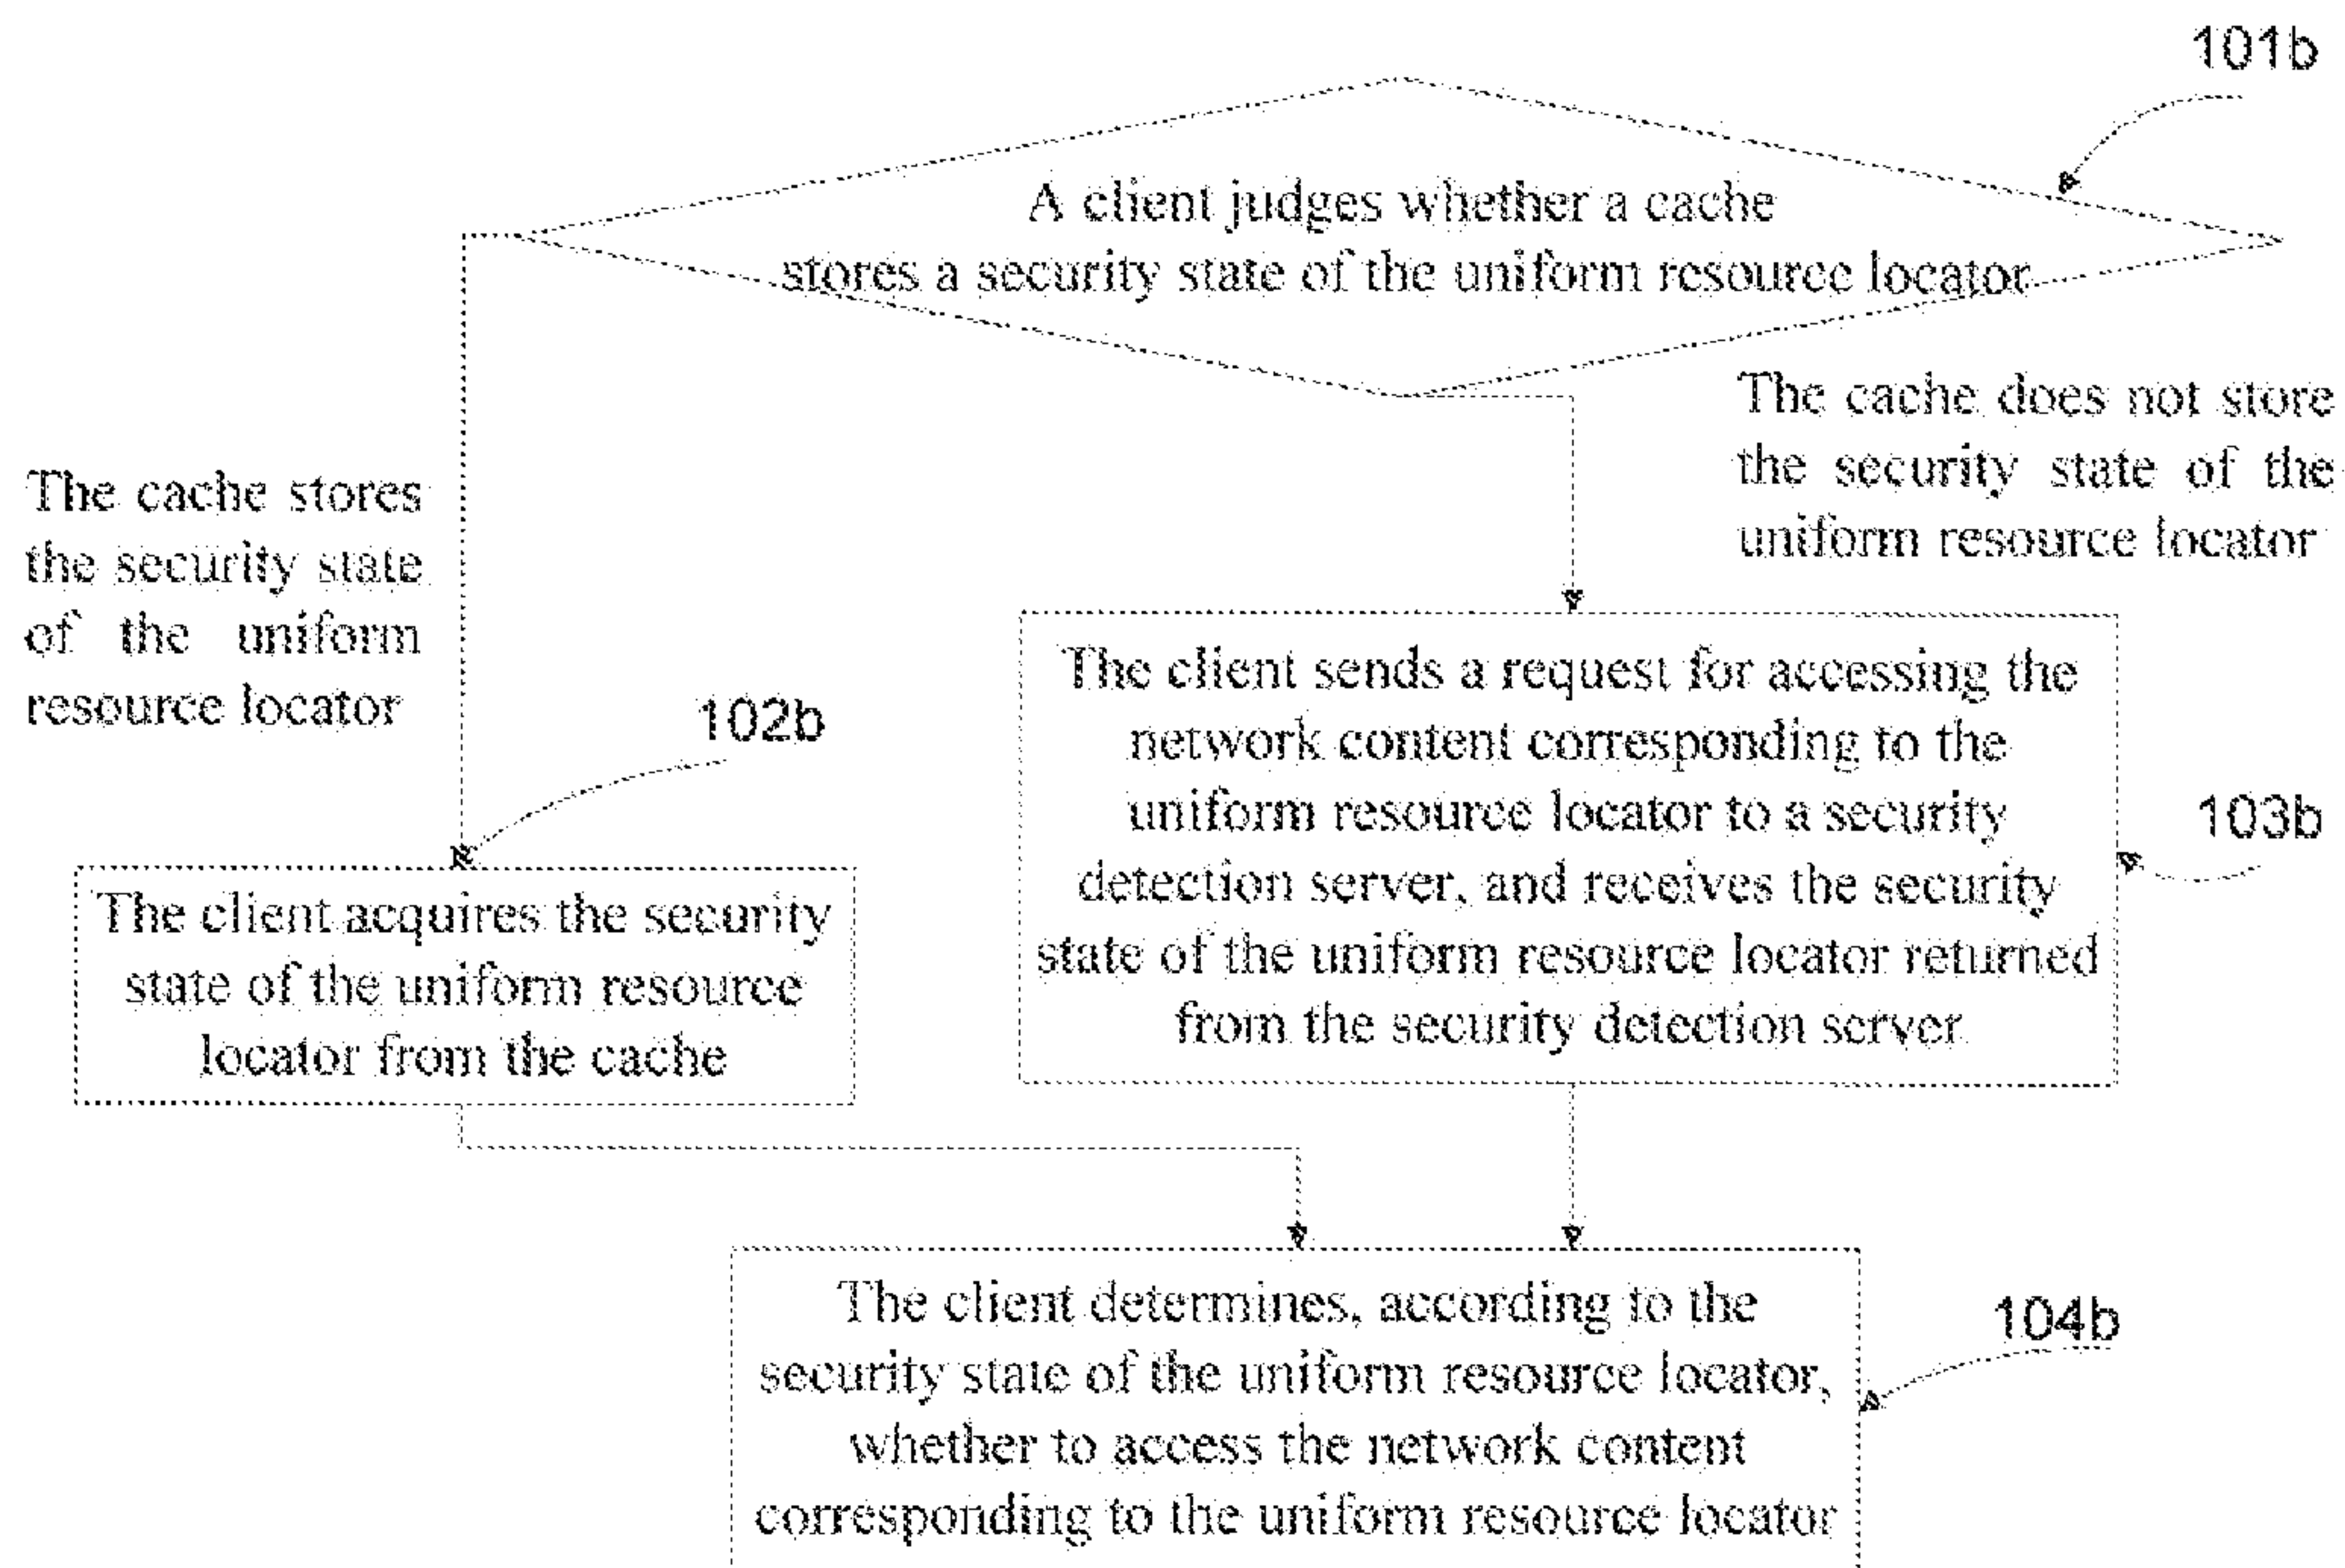 101b
A client judges whether a cache
stores a security state of the uniform resource locator
The cache does not store
the security state of the
uniform resource locator
The cache stores
the security state
of the uniform
resource locator
102b
The client acquires the security
state of the uniform resource
locator from the cache
The client sends a request for accessing the
network content corresponding to the
uniform resource locator to a security
detection server, and receives the security
state of the uniform resource locator returned
from the security detection server
103b
The client determines, according to the
security state of the uniform resource locator,
whether to access the network content
corresponding to the uniform resource locator
104b